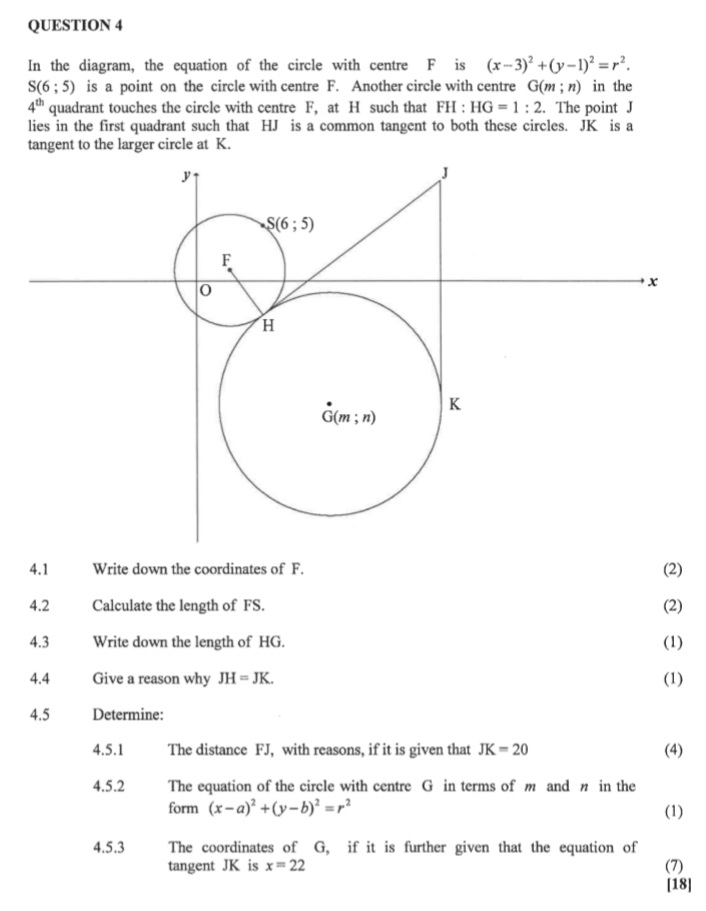 QUESTION 4
In the diagram, the equation of the circle with centre F is (x−3)² +(y−1)² = r².
S(6 ; 5) is a point on the circle with centre F. Another circle with centre G(m ; n) in the
4th quadrant touches the circle with centre F, at H such that FH : HG = 1 : 2. The point J
lies in the first quadrant such that HJ is a common tangent to both these circles. JK is a
tangent to the larger circle at K.
y
J
S(6 ; 5)
F
x
O
H
K
G(m ; n)
4.1 Write down the coordinates of F. (2)
4.2 Calculate the length of FS. (2)
4.3 Write down the length of HG. (1)
4.4 Give a reason why JH = JK. (1)
4.5 Determine:
4.5.1 The distance FJ, with reasons, if it is given that JK = 20 (4)
4.5.2 The equation of the circle with centre G in terms of m and n in the
form (x−a)² +(y−b)² = r² (1)
4.5.3 The coordinates of G, if it is further given that the equation of
tangent JK is x = 22 (7)
[18]